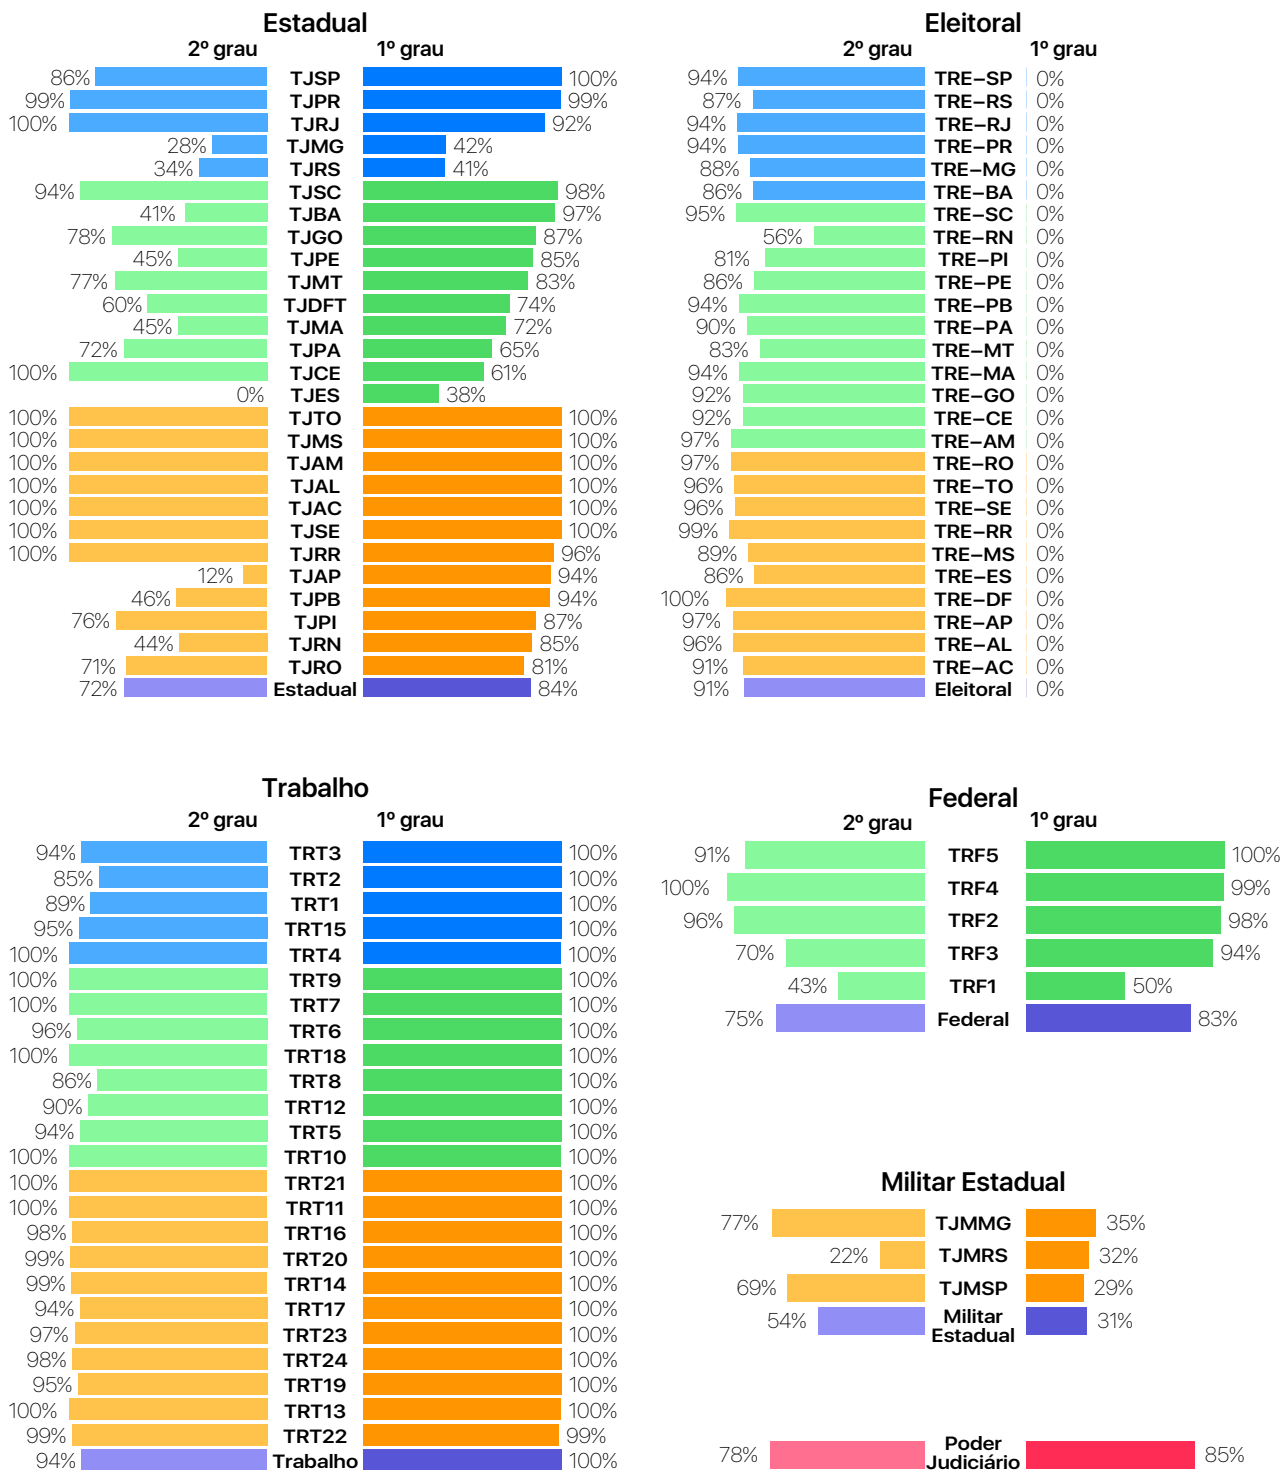 Estadual
2º grau 1º grau
86% TJSP 100%
99% TJPR 99%
100% TJRJ 92%
28% TJMG 42%
34% TJRS 41%
94% TJSC 98%
41% TJBA 97%
78% TJGO 87%
45% TJPE 85%
77% TJMT 83%
60% TJDFT 74%
45% TJMA 72%
72% TJPA 65%
100% TJCE 61%
0% TJES 38%
100% TJTO 100%
100% TJMS 100%
100% TJAM 100%
100% TJAL 100%
100% TJAC 100%
100% TJSE 100%
100% TJRR 96%
12% TJAP 94%
46% TJPB 94%
76% TJPI 87%
44% TJRN 85%
71% TJRO 81%
72% Estadual 84%
Eleitoral
2º grau 1º grau
94% TRE–SP 0%
87% TRE–RS 0%
94% TRE–RJ 0%
94% TRE–PR 0%
88% TRE–MG 0%
86% TRE–BA 0%
95% TRE–SC 0%
56% TRE–RN 0%
81% TRE–PI 0%
86% TRE–PE 0%
94% TRE–PB 0%
90% TRE–PA 0%
83% TRE–MT 0%
94% TRE–MA 0%
92% TRE–GO 0%
92% TRE–CE 0%
97% TRE–AM 0%
97% TRE–RO 0%
96% TRE–TO 0%
96% TRE–SE 0%
99% TRE–RR 0%
89% TRE–MS 0%
86% TRE–ES 0%
100% TRE–DF 0%
97% TRE–AP 0%
96% TRE–AL 0%
91% TRE–AC 0%
91% Eleitoral 0%
Trabalho
2º grau 1º grau
94% TRT3 100%
85% TRT2 100%
89% TRT1 100%
95% TRT15 100%
100% TRT4 100%
100% TRT9 100%
100% TRT7 100%
96% TRT6 100%
100% TRT18 100%
86% TRT8 100%
90% TRT12 100%
94% TRT5 100%
100% TRT10 100%
100% TRT21 100%
100% TRT11 100%
98% TRT16 100%
99% TRT20 100%
99% TRT14 100%
94% TRT17 100%
97% TRT23 100%
98% TRT24 100%
95% TRT19 100%
100% TRT13 100%
99% TRT22 99%
94% Trabalho 100%
Federal
2º grau 1º grau
91% TRF5 100%
100% TRF4 99%
96% TRF2 98%
70% TRF3 94%
43% TRF1 50%
75% Federal 83%
Militar Estadual
77% TJMMG 35%
22% TJMRS 32%
69% TJMSP 29%
54% Militar 31%
Estadual
78% Poder 85%
Judiciário